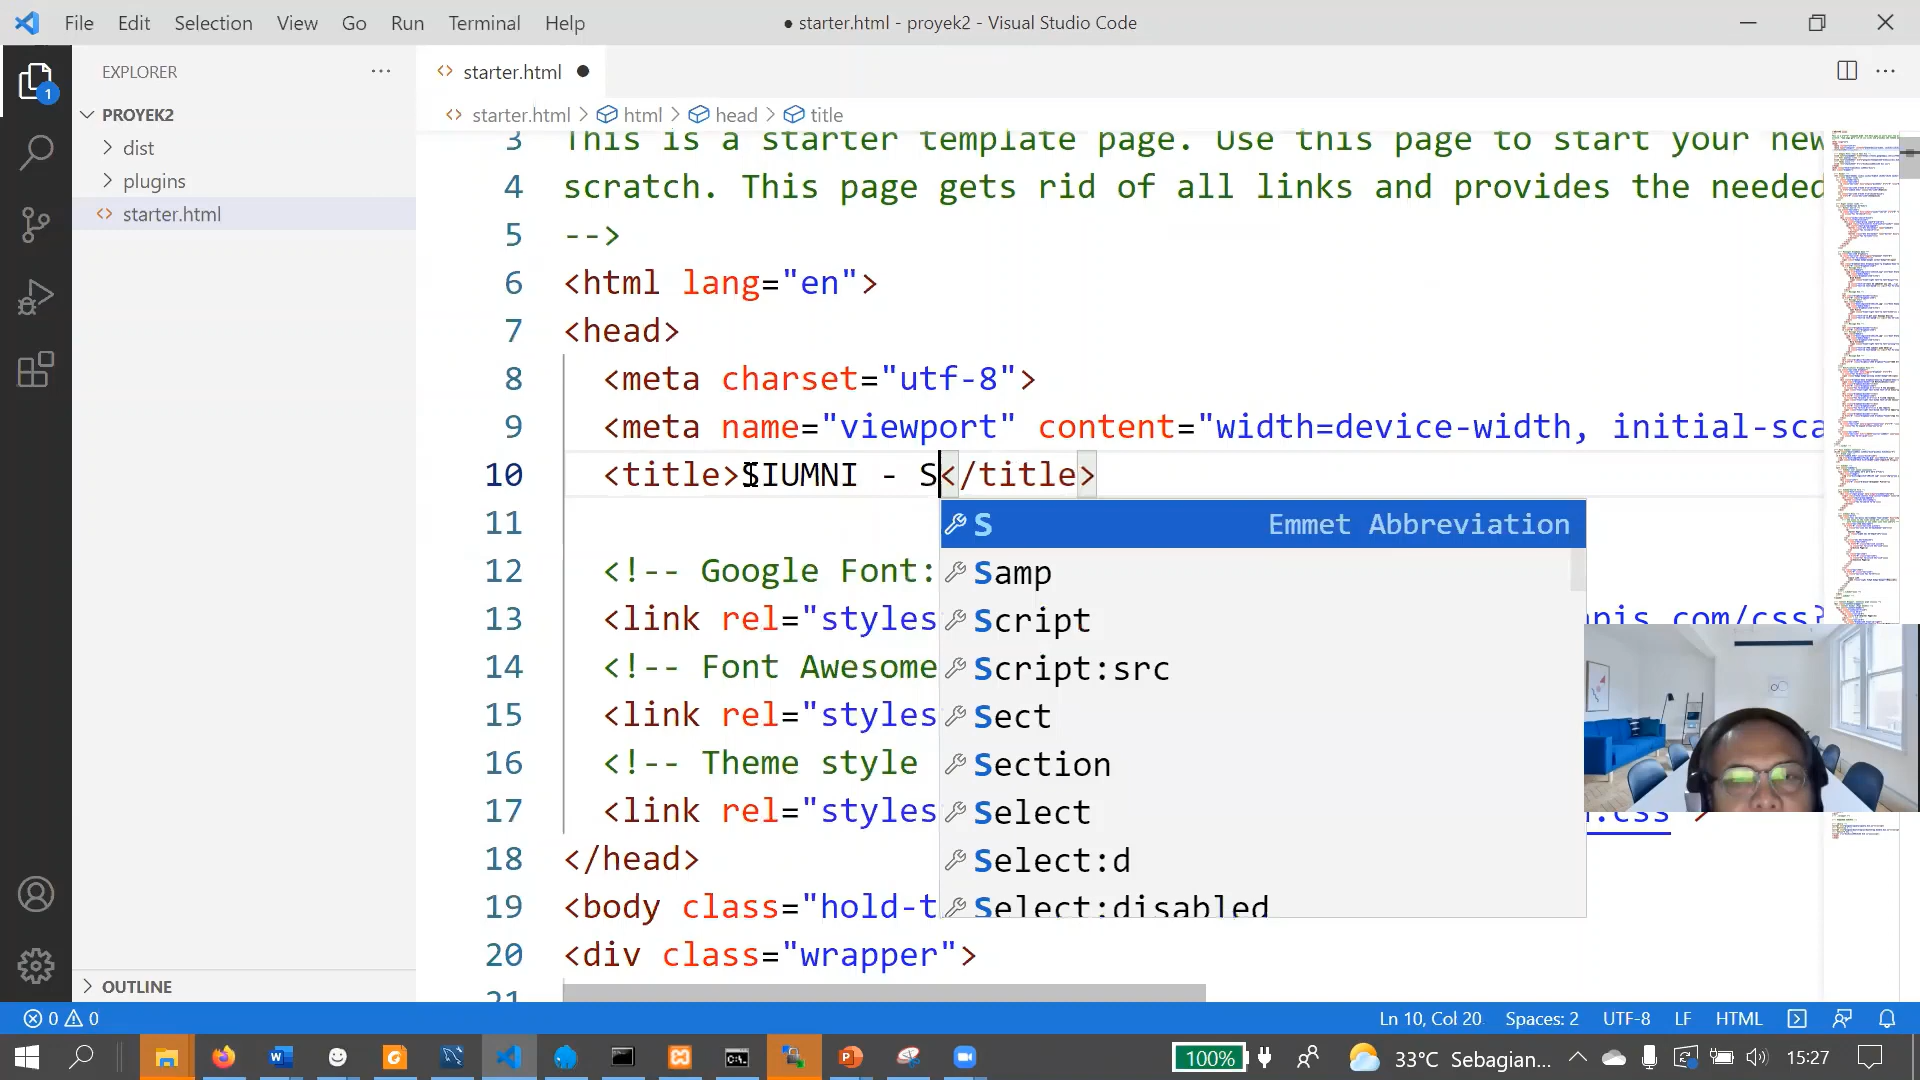 File Edit Selection View Go Run Terminal Help
● starter.html - proyek2 - Visual Studio Code
EXPLORER
1
PROYEK2
dist
plugins
starter.html
OUTLINE
starter.html ●
starter.html > html > head > title
3 This is a starter template page. Use this page to start your new
4 scratch. This page gets rid of all links and provides the needed
5 -->
6 <html lang="en">
7 <head>
8 <meta charset="utf-8">
9 <meta name="viewport" content="width=device-width, initial-sca
10 <title>SIUMNI - S</title>
11
12 <!-- Google Font:
13 <link rel="styles apis.com/css?
14 <!-- Font Awesome
15 <link rel="styles
16 <!-- Theme style
17 <link rel="styles .css">
18 </head>
19 <body class="hold-t
20 <div class="wrapper">
21
S Emmet Abbreviation
Samp
Script
Script:src
Sect
Section
Select
Select:d
Select:disabled
0 0
Ln 10, Col 20 Spaces: 2 UTF-8 LF HTML
100% 33°C Sebagian... 15:27